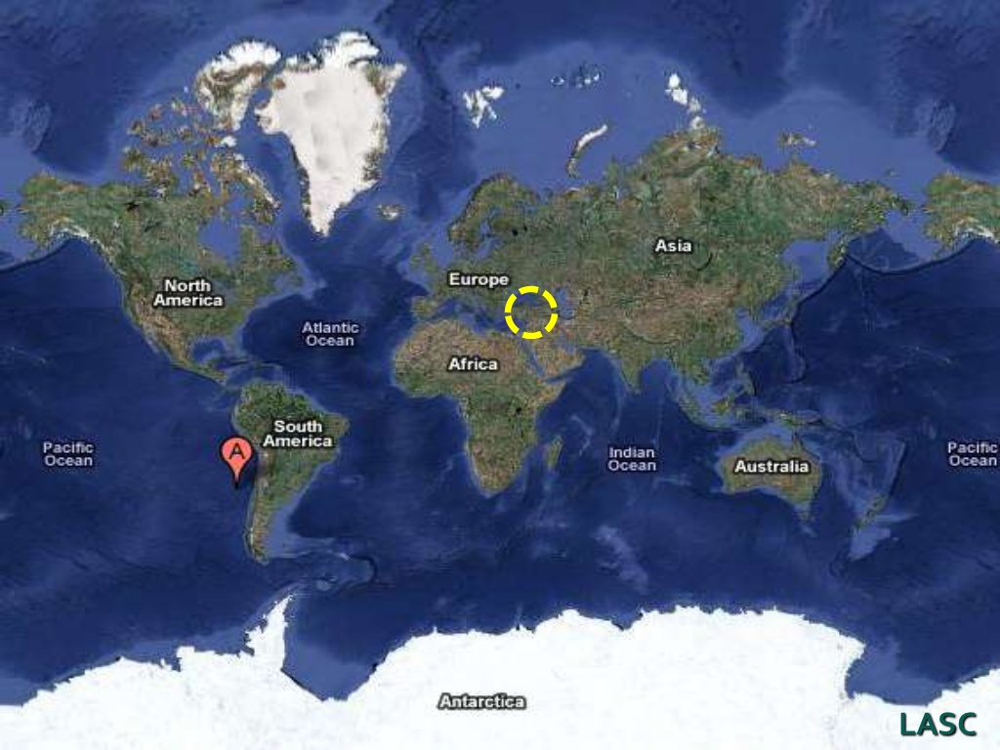 Asia
Europe
North
America
Atlantic
Ocean
Africa
South
America
A
Pacific
Ocean
Indian
Ocean
Australia
Pacific
Ocean
Antarctica
LASC